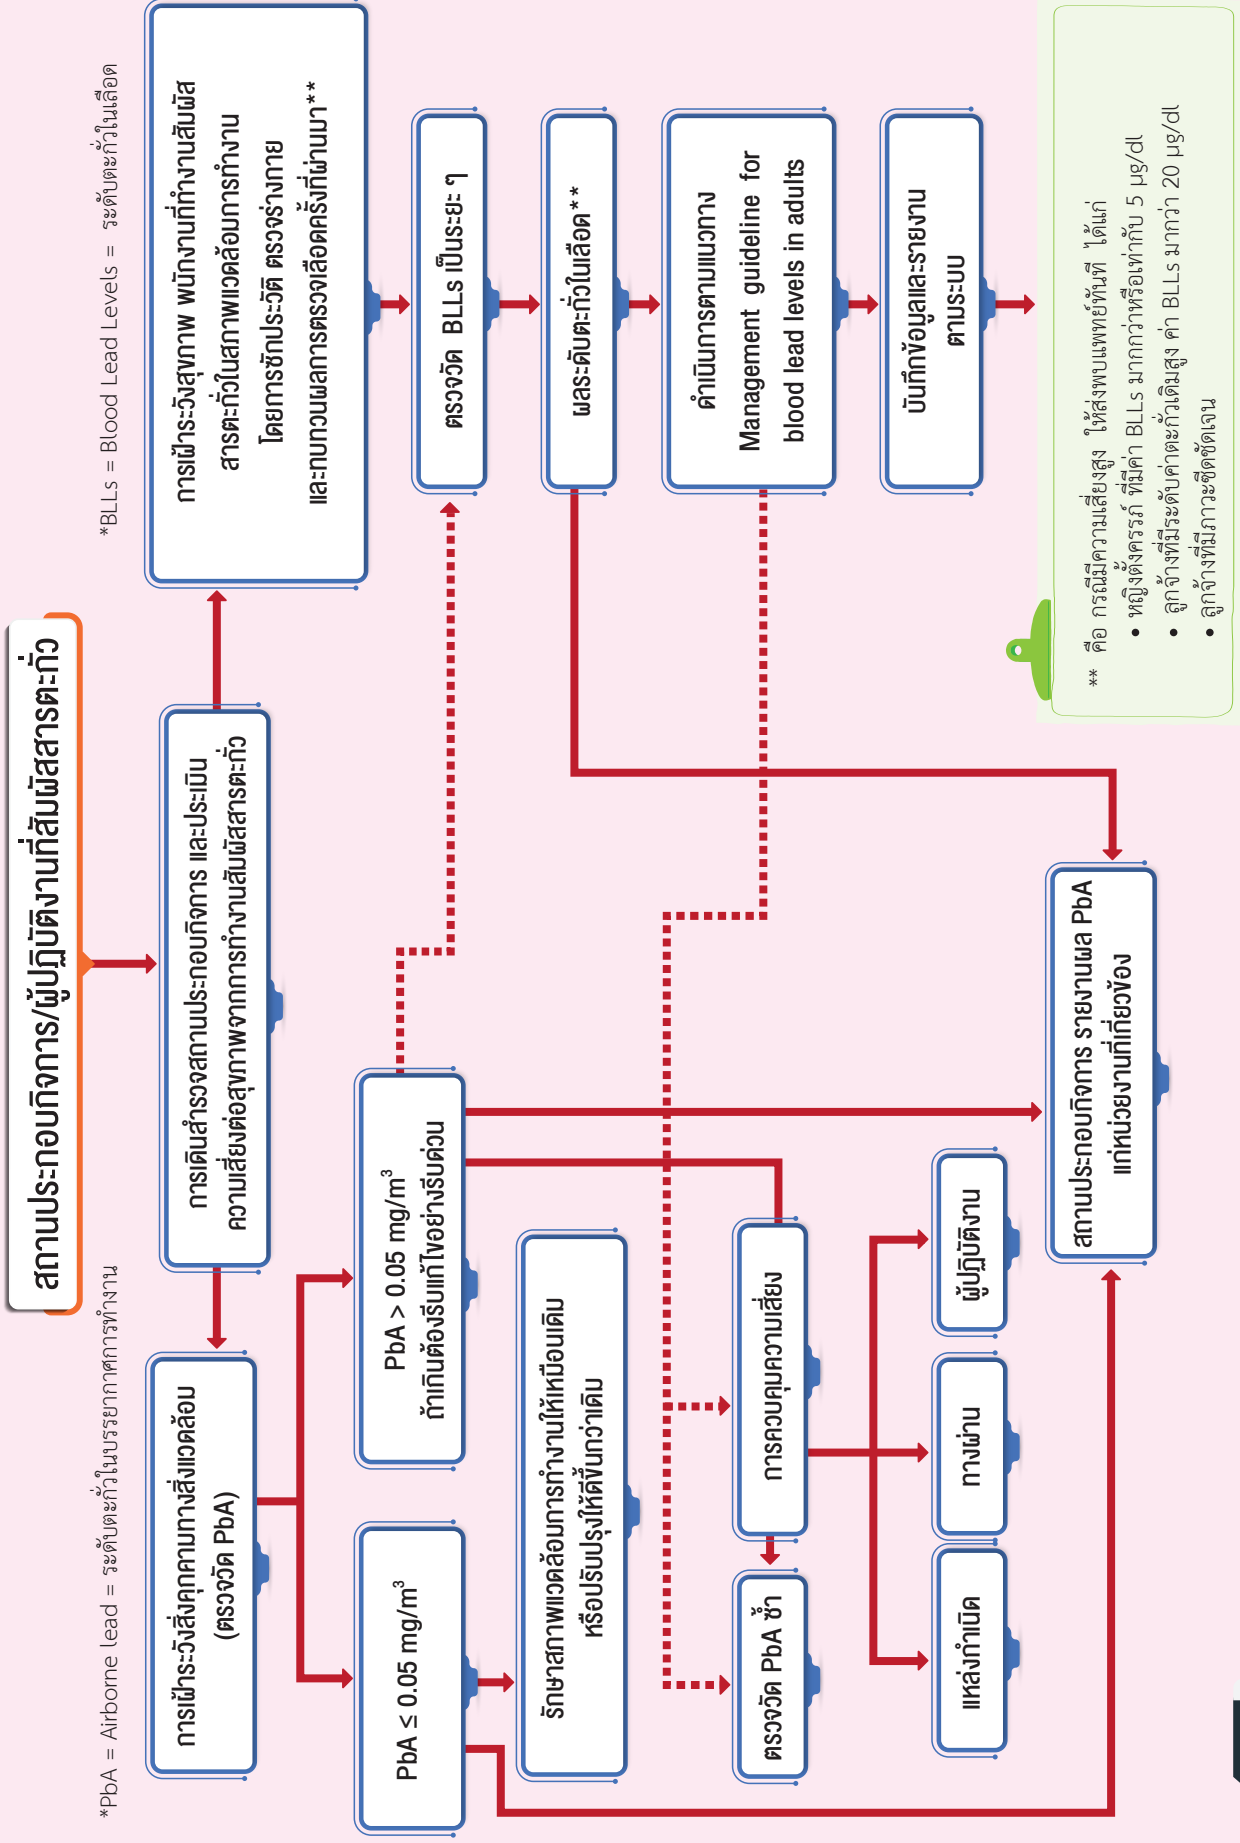 สถานประกอบกิจการ/ผู้ปฏิบัติงานที่สัมผัสสารตะกั่ว
*PbA = Airborne lead = ระดับตะกั่วในบรรยากาศการทำงาน
*BLLs = Blood Lead Levels = ระดับตะกั่วในเลือด
การเดินสำรวจสถานประกอบกิจการ และประเมิน
ความเสี่ยงต่อสุขภาพจากการทำงานสัมผัสสารตะกั่ว
การเฝ้าระวังสิ่งคุกคามทางสิ่งแวดล้อม
(ตรวจวัด PbA)
การเฝ้าระวังสุขภาพ พนักงานที่ทำงานสัมผัส
สารตะกั่วในสภาพแวดล้อมการทำงาน
โดยการซักประวัติ ตรวจร่างกาย
และทบทวนผลการตรวจเลือดครั้งที่ผ่านมา**
PbA ≤ 0.05 mg/m³
PbA > 0.05 mg/m³
ถ้าเกินต้องรีบแก้ไขอย่างรีบด่วน
ตรวจวัด BLLs เป็นระยะ ๆ
รักษาสภาพแวดล้อมการทำงานให้เหมือนเดิม
หรือปรับปรุงให้ดีขึ้นกว่าเดิม
ผลระดับตะกั่วในเลือด**
ดำเนินการตามแนวทาง
Management guideline for
blood lead levels in adults
ตรวจวัด PbA ซ้ำ
การควบคุมความเสี่ยง
บันทึกข้อมูลและรายงาน
ตามระบบ
แหล่งกำเนิด
ทางผ่าน
ผู้ปฏิบัติงาน
สถานประกอบกิจการ รายงานผล PbA
แก่หน่วยงานที่เกี่ยวข้อง
** คือ กรณีมีความเสี่ยงสูง ให้ส่งพบแพทย์ทันที ได้แก่
• หญิงตั้งครรภ์ ที่มีค่า BLLs มากกว่าหรือเท่ากับ 5 µg/dl
• ลูกจ้างที่มีระดับค่าตะกั่วเดิมสูง ค่า BLLs มากว่า 20 µg/dl
• ลูกจ้างที่มีภาวะซีดชัดเจน